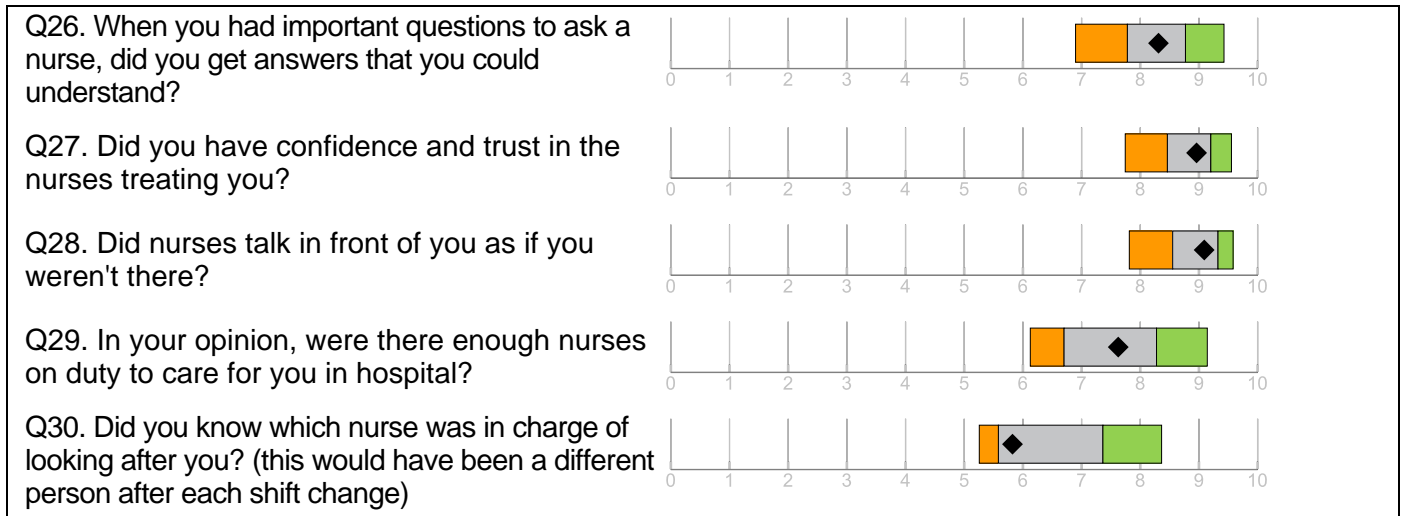 Q26. When you had important questions to ask a
nurse, did you get answers that you could
understand?
0 1 2 3 4 5 6 7 8 9 10
Q27. Did you have confidence and trust in the
nurses treating you?
0 1 2 3 4 5 6 7 8 9 10
Q28. Did nurses talk in front of you as if you
weren't there?
0 1 2 3 4 5 6 7 8 9 10
Q29. In your opinion, were there enough nurses
on duty to care for you in hospital?
0 1 2 3 4 5 6 7 8 9 10
Q30. Did you know which nurse was in charge of
looking after you? (this would have been a different
person after each shift change)
0 1 2 3 4 5 6 7 8 9 10